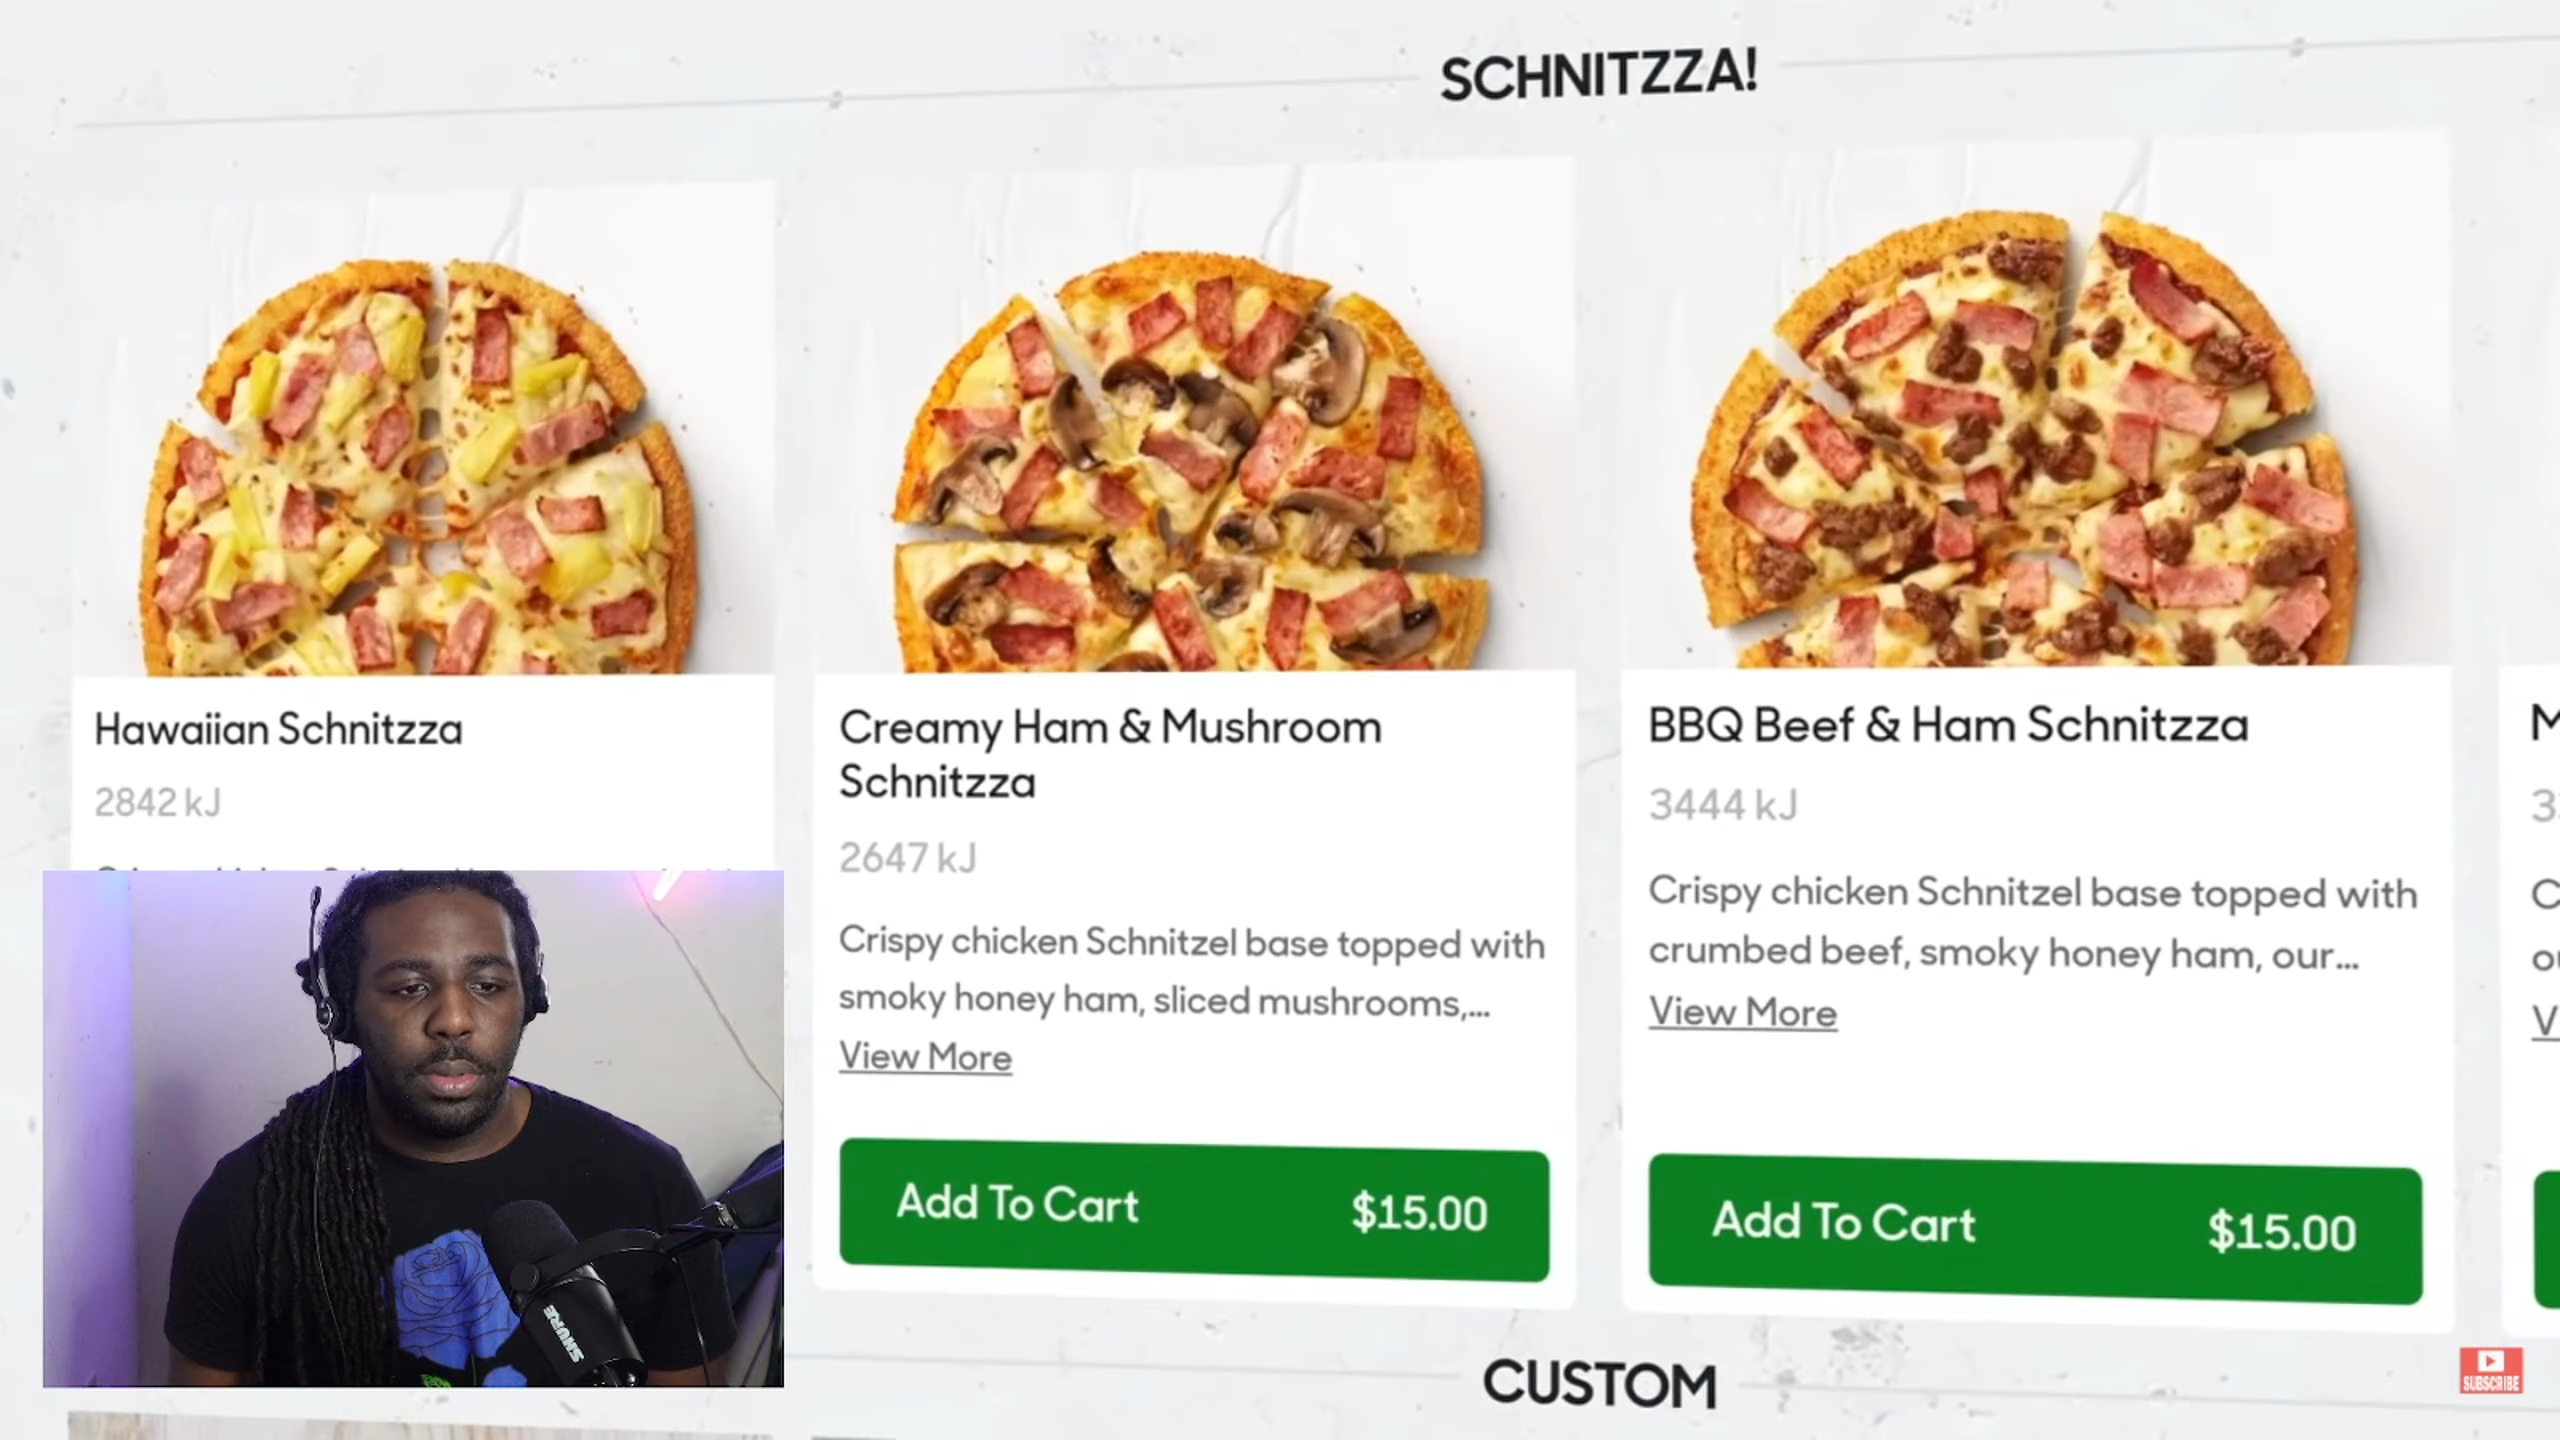 SCHNITZZA!
Hawaiian Schnitzza
2842 kJ
Creamy Ham & Mushroom
Schnitzza
2647 kJ
Crispy chicken Schnitzel base topped with
smoky honey ham, sliced mushrooms,...
View More
Add To Cart $15.00
BBQ Beef & Ham Schnitzza
3444 kJ
Crispy chicken Schnitzel base topped with
crumbed beef, smoky honey ham, our...
View More
Add To Cart $15.00
SHURE
CUSTOM
SUBSCRIBE